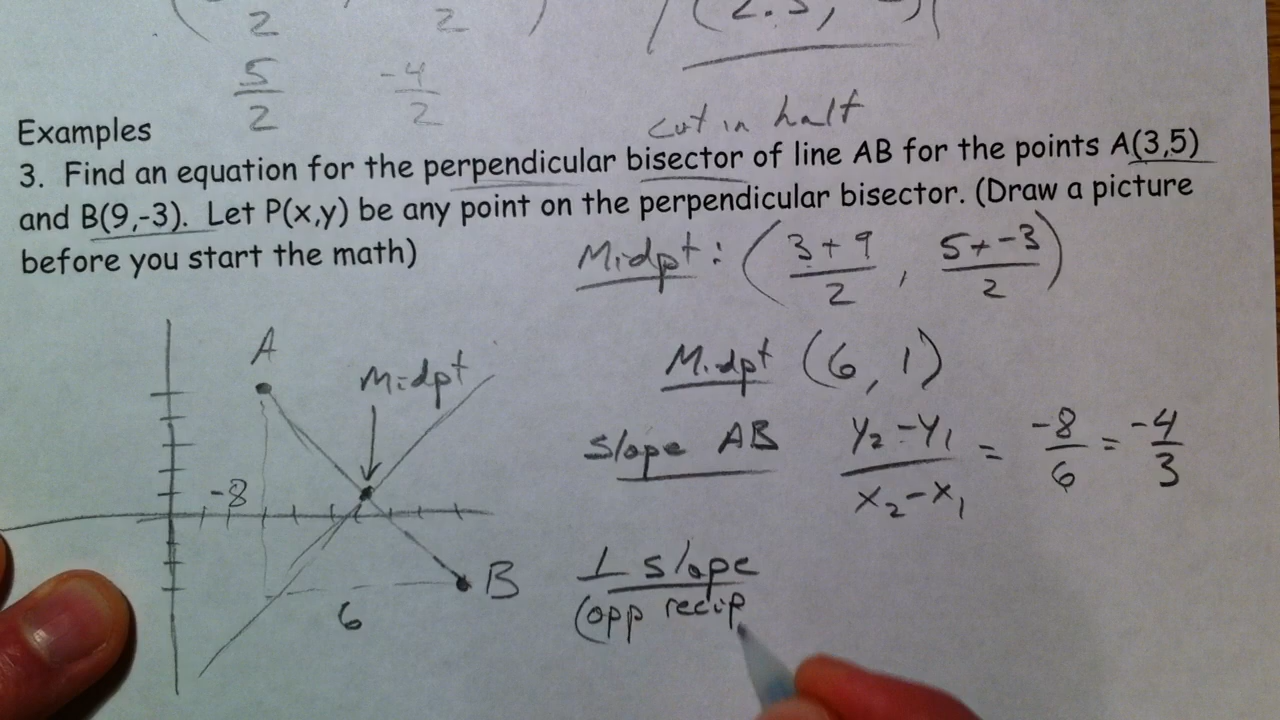 2 2
5/2 -4/2
(2.5,
cut in half
Examples
3. Find an equation for the perpendicular bisector of line AB for the points A(3,5)
and B(9,-3). Let P(x,y) be any point on the perpendicular bisector. (Draw a picture
before you start the math)
Midpt: (3+9/2, 5+-3/2)
Midpt (6,1)
A
Midpt
Slope AB y₂-y₁/x₂-x₁ = -8/6 = -4/3
-8
B
6
⊥ slope
(opp recip